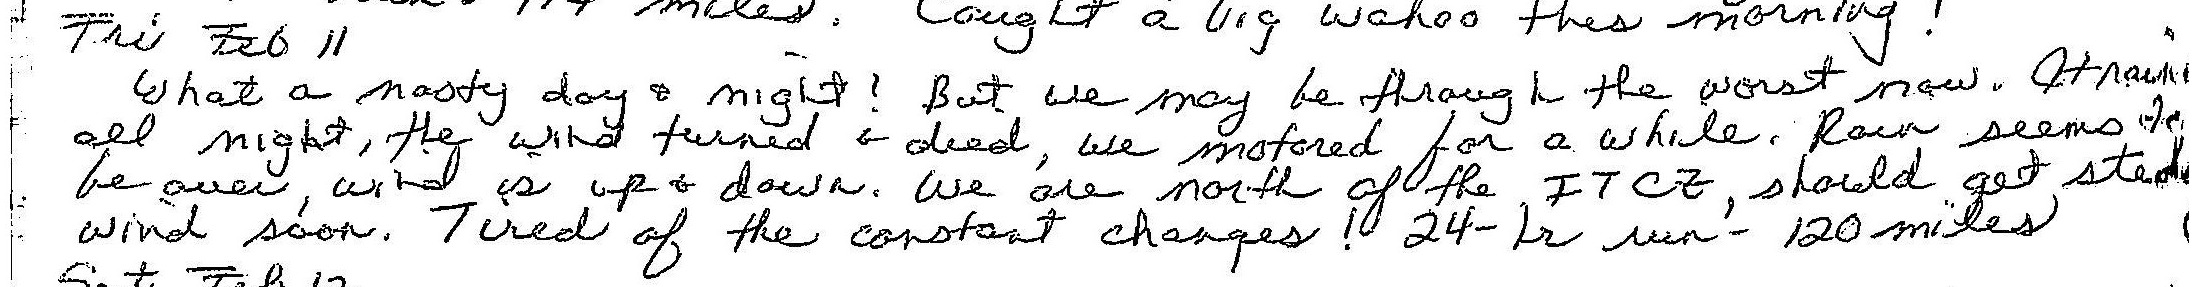 miles. Caught a big wahoo this morning!
Fri Feb 11
What a nasty day & night! But we may be through the worst now. It rain
all night, the wind turned & died, we motored for a while. Rain seems to
be over, wind is up & down. We are north of the ITCZ, should get stead
wind soon. Tired of the constant changes! 24-hr run - 120 miles
Sat Feb 12